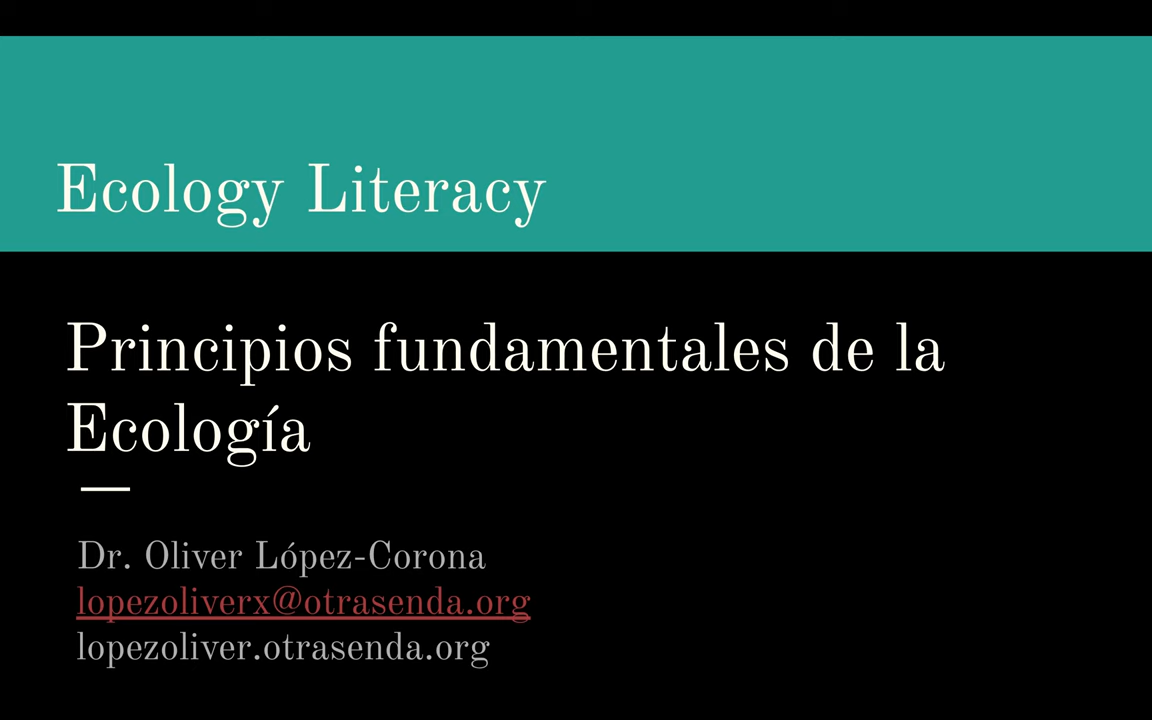 Ecology Literacy
Principios fundamentales de la
Ecología
Dr. Oliver López-Corona
lopezoliverx@otrasenda.org
lopezoliver.otrasenda.org